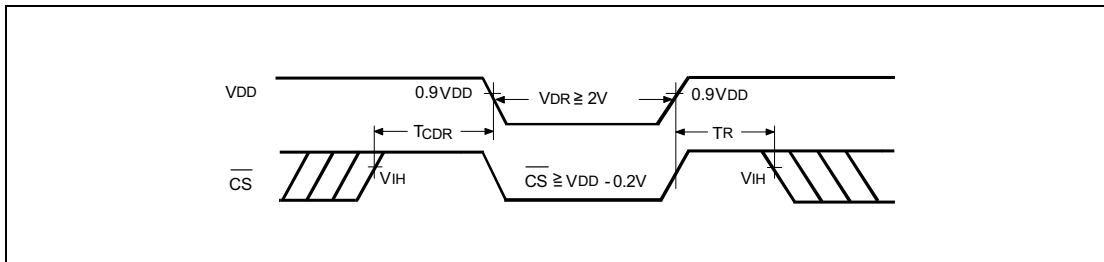 VDD
0.9VDD
VDR ≧ 2V
0.9VDD
TCDR
TR
CS
VIH
CS ≧ VDD - 0.2V
VIH